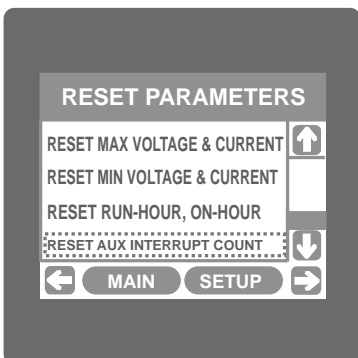 RESET PARAMETERS
RESET MAX VOLTAGE & CURRENT
RESET MIN VOLTAGE & CURRENT
RESET RUN-HOUR, ON-HOUR
RESET AUX INTERRUPT COUNT
MAIN SETUP